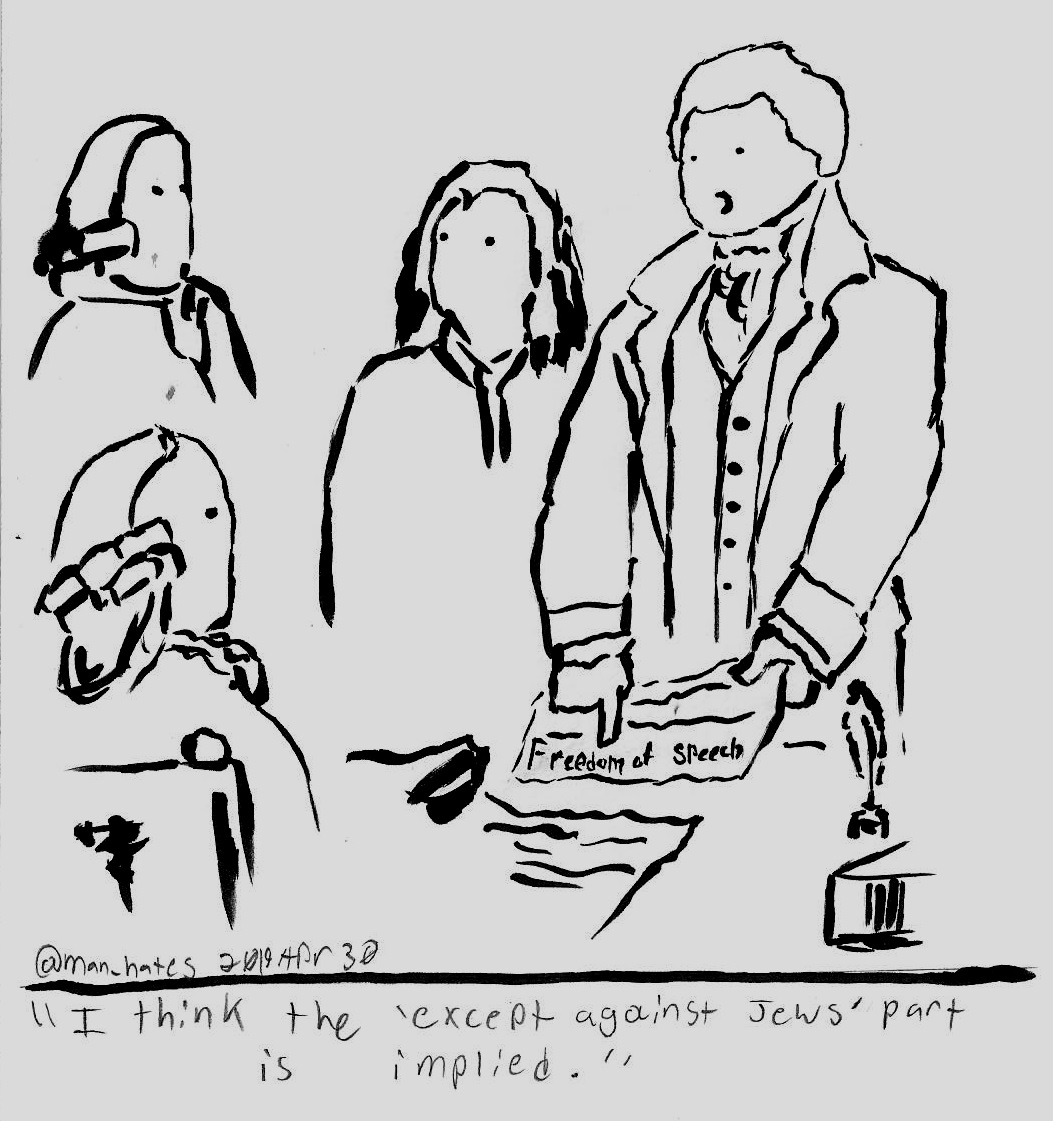 Freedom of Speech
@man_hates 2019 Apr 30
"I think the 'except against Jews' part
is implied."